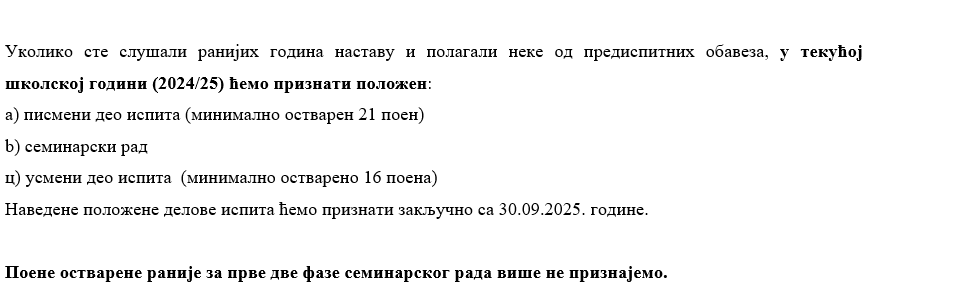 Уколико сте слушали ранијих година наставу и полагали неке од предиспитних обавеза, у текућој
школској години (2024/25) ћемо признати положен:
а) писмени део испита (минимално остварен 21 поен)
b) семинарски рад
ц) усмени део испита (минимално остварено 16 поена)
Наведене положене делове испита ћемо признати закључно са 30.09.2025. године.
Поене остварене раније за прве две фазе семинарског рада више не признајемо.